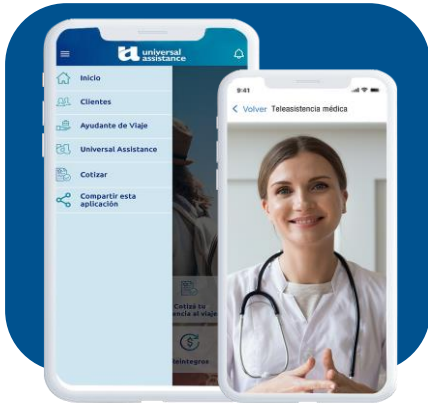 universal
assistance
Inicio
Clientes
Ayudante de Viaje
Universal Assistance
Cotizar
Compartir esta
aplicación
Cotizá tu
encia al viaje
Reintegros
9:41
Volver Teleasistencia médica